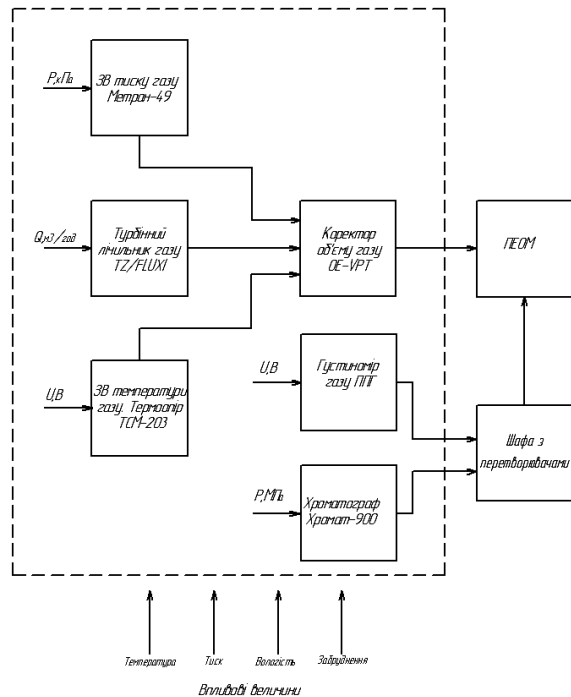 Р,кПа
ЗВ тиску газу
Метран-49
Q,м3/год
Турбінний
лічильник газу
TZ/FLUXI
Коректор
об'єму газу
ОЕ-VPT
ПЕОМ
U,В
ЗВ температури
газу. Термоопір
ТСМ-203
U,В
Густиномір
газу ППГ
Шафа з
перетворювачами
Р,МПа
Хроматограф
Хромат-900
Температура
Тиск
Вологість
Забруднення
Впливові величини